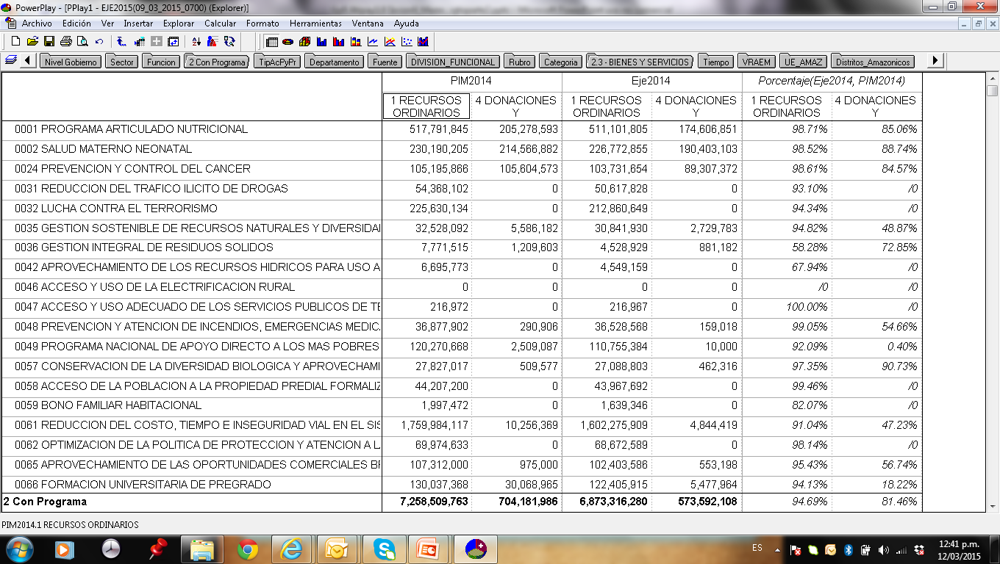 PowerPlay - [PPlay1 - EJE2015(09_03_2015_0700) (Explorer)]
Archivo Edición Ver Insertar Explorar Calcular Formato Herramientas Ventana Ayuda
Nivel Gobierno Sector Funcion 2 Con Programa TipAcPyPr Departamento Fuente DIVISION_FUNCIONAL Rubro Categoria 2.3 - BIENES Y SERVICIOS Tiempo VRAEM UE_AMAZ Distritos_Amazonicos
PIM2014 Eje2014 Porcentaje(Eje2014, PIM2014)
1 RECURSOS 4 DONACIONES 1 RECURSOS 4 DONACIONES 1 RECURSOS 4 DONACIONES
ORDINARIOS Y ORDINARIOS Y ORDINARIOS Y
0001 PROGRAMA ARTICULADO NUTRICIONAL 517,791,845 205,278,593 511,101,805 174,606,851 98.71% 85.06%
0002 SALUD MATERNO NEONATAL 230,190,205 214,566,882 226,772,855 190,403,103 98.52% 88.74%
0024 PREVENCION Y CONTROL DEL CANCER 105,195,866 105,604,573 103,731,654 89,307,372 98.61% 84.57%
0031 REDUCCION DEL TRAFICO ILICITO DE DROGAS 54,368,102 0 50,617,828 0 93.10% /0
0032 LUCHA CONTRA EL TERRORISMO 225,630,134 0 212,860,649 0 94.34% /0
0035 GESTION SOSTENIBLE DE RECURSOS NATURALES Y DIVERSIDA 32,528,092 5,586,182 30,841,930 2,729,783 94.82% 48.87%
0036 GESTION INTEGRAL DE RESIDUOS SOLIDOS 7,771,515 1,209,603 4,528,929 881,182 58.28% 72.85%
0042 APROVECHAMIENTO DE LOS RECURSOS HIDRICOS PARA USO A 6,695,773 0 4,549,159 0 67.94% /0
0046 ACCESO Y USO DE LA ELECTRIFICACION RURAL 0 0 0 0 /0 /0
0047 ACCESO Y USO ADECUADO DE LOS SERVICIOS PUBLICOS DE TE 216,972 0 216,967 0 100.00% /0
0048 PREVENCION Y ATENCION DE INCENDIOS, EMERGENCIAS MEDIC 36,877,902 290,906 36,528,568 159,018 99.05% 54.66%
0049 PROGRAMA NACIONAL DE APOYO DIRECTO A LOS MAS POBRES 120,270,668 2,509,087 110,755,384 10,000 92.09% 0.40%
0057 CONSERVACION DE LA DIVERSIDAD BIOLOGICA Y APROVECHAMI 27,827,017 509,577 27,088,803 462,316 97.35% 90.73%
0058 ACCESO DE LA POBLACION A LA PROPIEDAD PREDIAL FORMALIZ 44,207,200 0 43,967,692 0 99.46% /0
0059 BONO FAMILIAR HABITACIONAL 1,997,472 0 1,639,346 0 82.07% /0
0061 REDUCCION DEL COSTO, TIEMPO E INSEGURIDAD VIAL EN EL SIS 1,759,984,117 10,256,369 1,602,275,909 4,844,419 91.04% 47.23%
0062 OPTIMIZACION DE LA POLITICA DE PROTECCION Y ATENCION A L 69,974,633 0 68,672,589 0 98.14% /0
0065 APROVECHAMIENTO DE LAS OPORTUNIDADES COMERCIALES B 107,312,000 975,000 102,403,586 553,198 95.43% 56.74%
0066 FORMACION UNIVERSITARIA DE PREGRADO 130,037,368 30,068,965 122,405,915 5,477,964 94.13% 18.22%
2 Con Programa 7,258,509,763 704,181,986 6,873,316,280 573,592,108 94.69% 81.46%
PIM2014.1 RECURSOS ORDINARIOS
ES
12:41 p.m.
12/03/2015